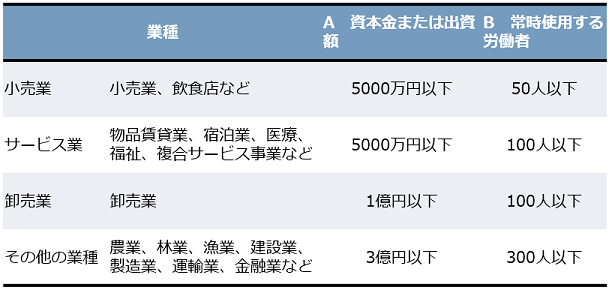 業種
A 資本金または出資額
B 常時使用する労働者
小売業 小売業、飲食店など 5000万円以下 50人以下
サービス業 物品賃貸業、宿泊業、医療、
福祉、複合サービス事業など 5000万円以下 100人以下
卸売業 卸売業 1億円以下 100人以下
その他の業種 農業、林業、漁業、建設業、
製造業、運輸業、金融業など 3億円以下 300人以下